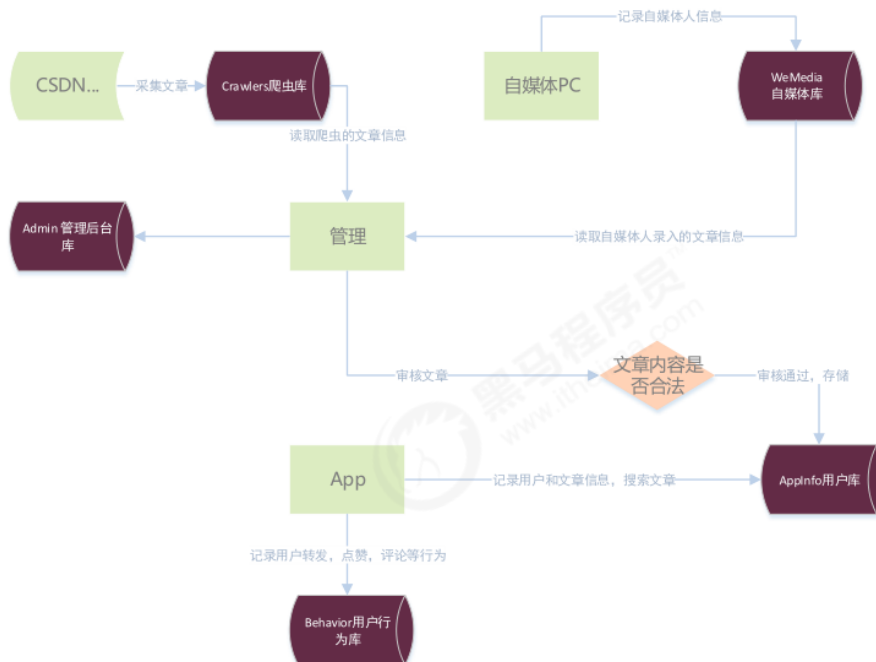 记录自媒体人信息
CSDN...
采集文章
Crawlers爬虫库
自媒体PC
WeMedia
自媒体库
读取爬虫的文章信息
Admin 管理后台
库
管理
读取自媒体人录入的文章信息
审核文章
文章内容是
否合法
审核通过，存储
黑马程序员
www.itheima.com
App
记录用户和文章信息，搜索文章
AppInfo用户库
记录用户转发，点赞，评论等行为
Behavior用户行
为库